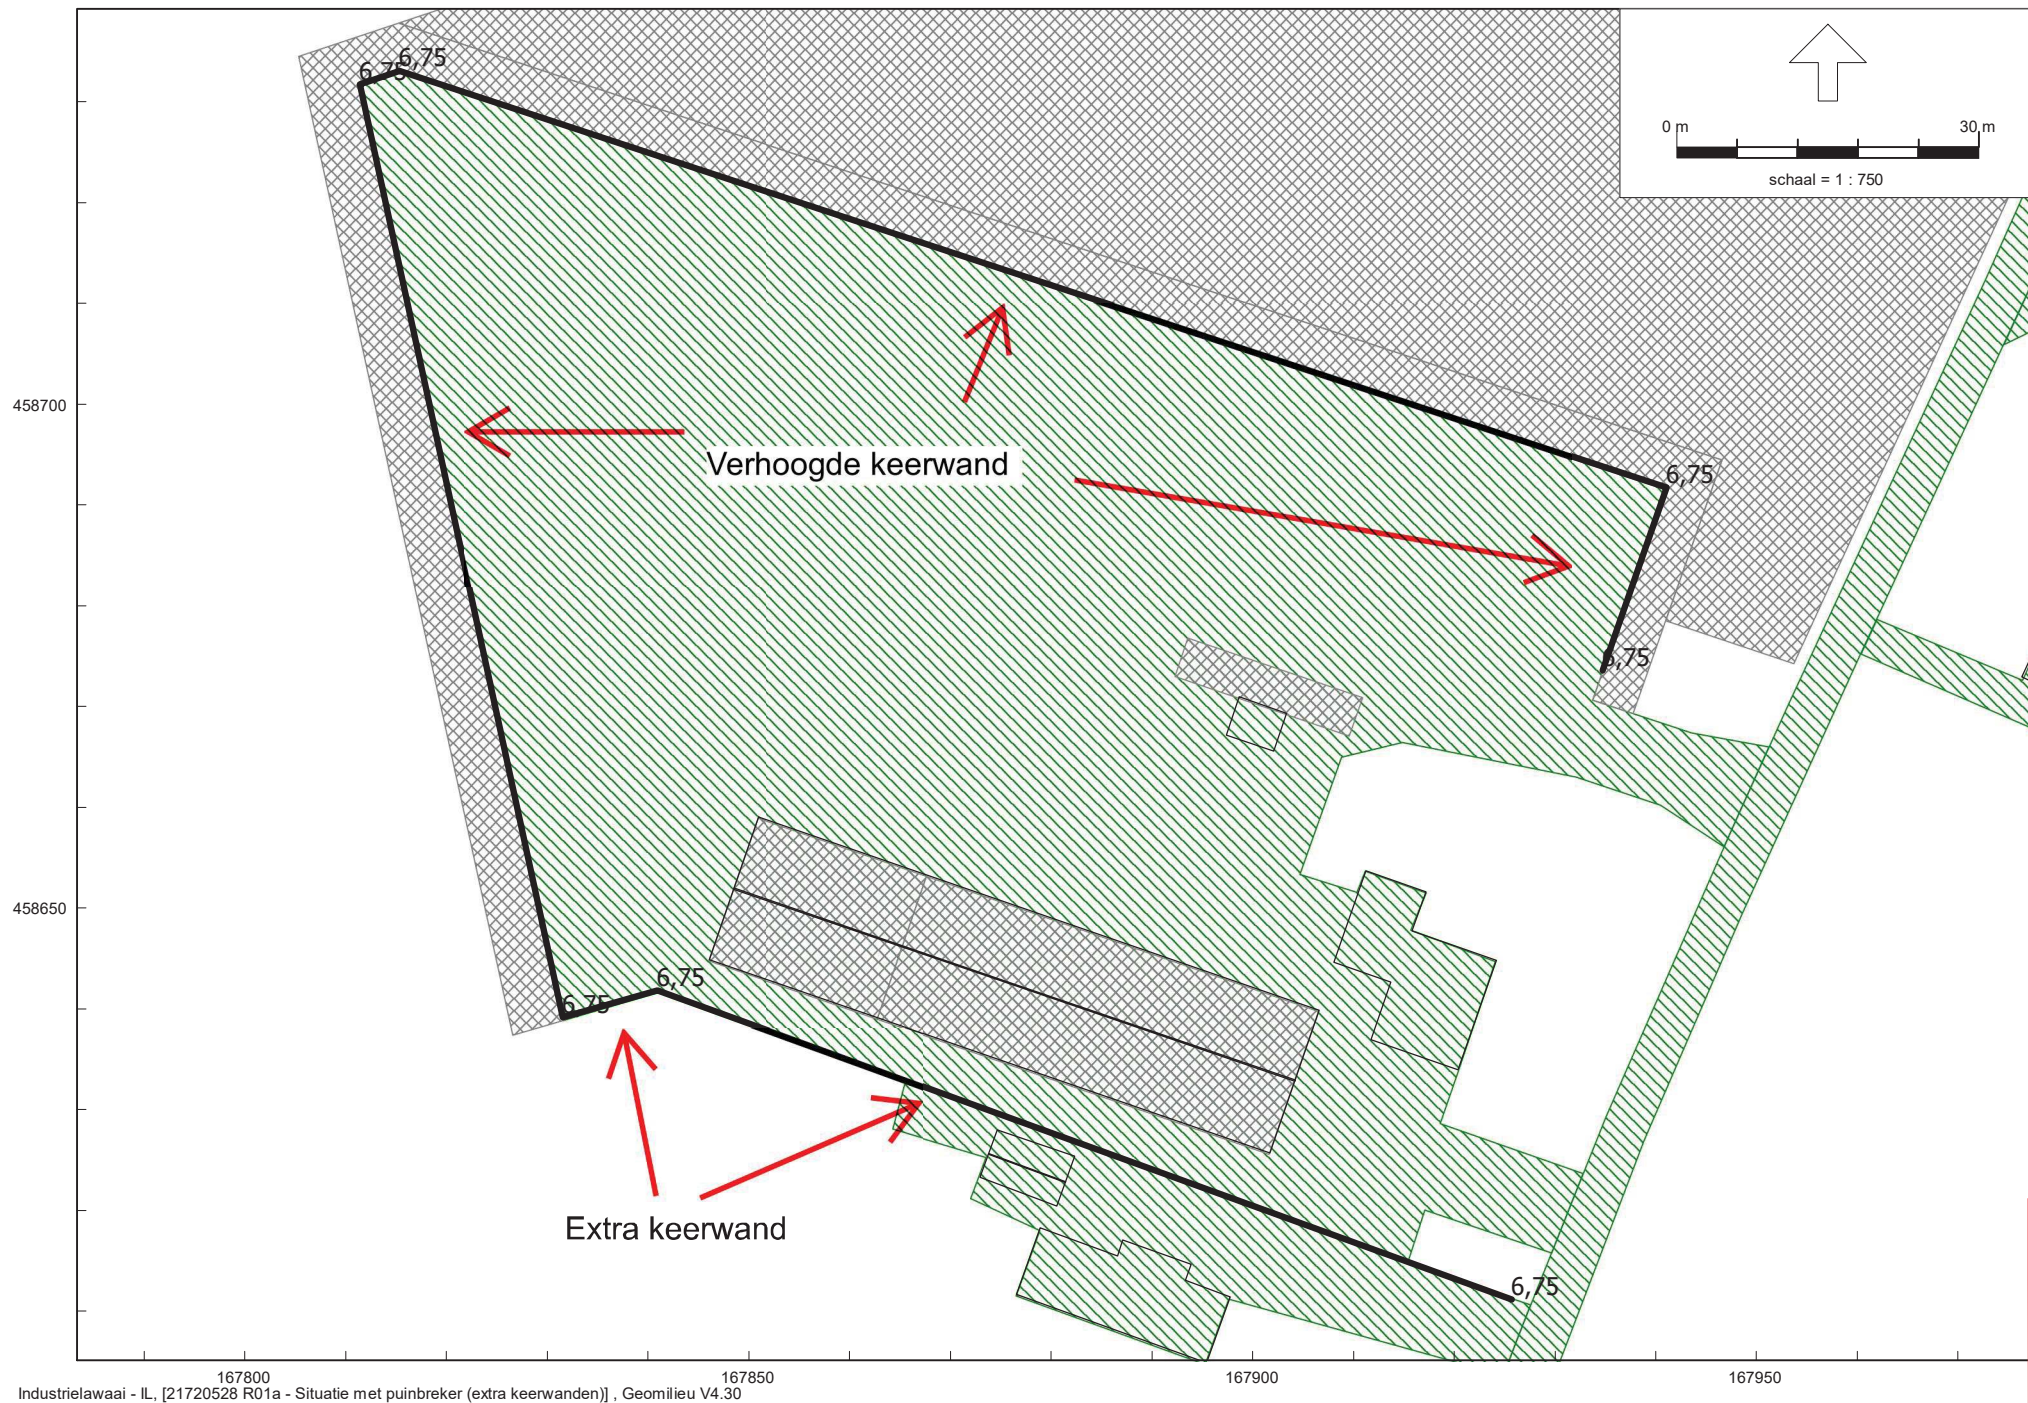 6,75
6,75
0 m 30 m
schaal = 1 : 750
458700
Verhoogde keerwand
6,75
6,75
458650
6,75
6,75
Extra keerwand
6,75
167800 167850 167900 167950
Industrielawaai - IL, [21720528 R01a - Situatie met puinbreker (extra keerwanden)] , Geomilieu V4.30